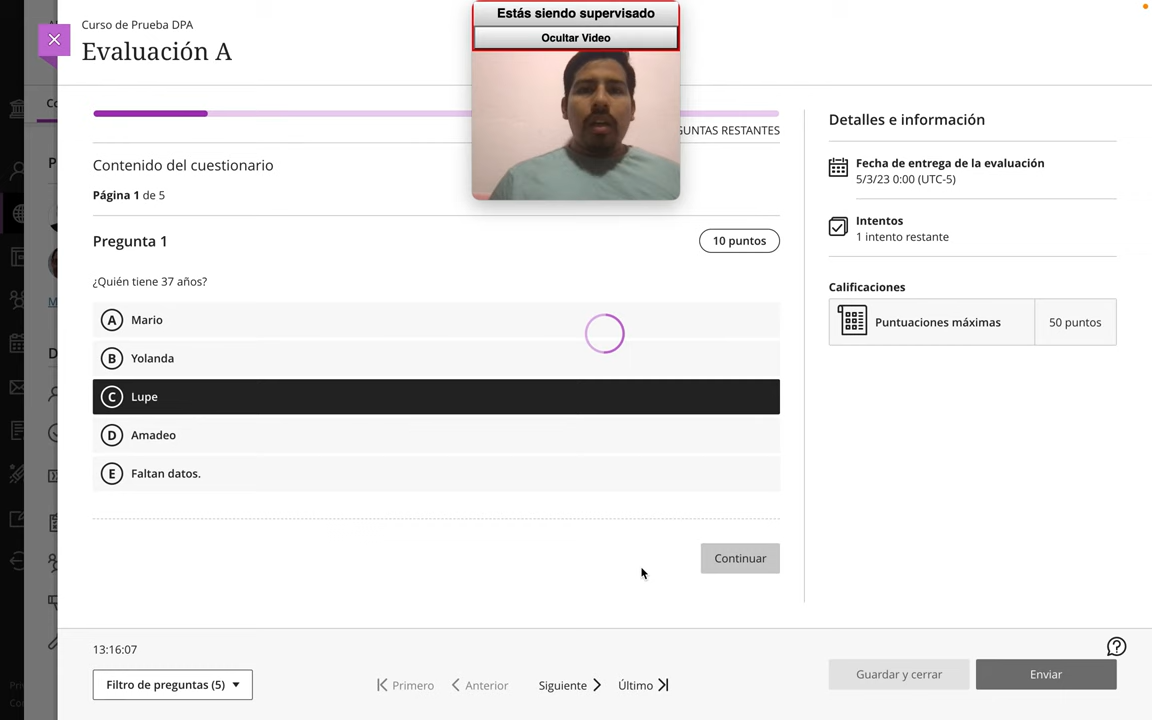 Curso de Prueba DPA
Evaluación A
Estás siendo supervisado
Ocultar Video
RESTANTES
Contenido del cuestionario
Página 1 de 5
Pregunta 1
10 puntos
¿Quién tiene 37 años?
A Mario
B Yolanda
C Lupe
D Amadeo
E Faltan datos.
Continuar
Detalles e información
Fecha de entrega de la evaluación
5/3/23 0:00 (UTC-5)
Intentos
1 intento restante
Calificaciones
Puntuaciones máximas
50 puntos
13:16:07
Filtro de preguntas (5)
Primero
Anterior
Siguiente
Último
Guardar y cerrar
Enviar